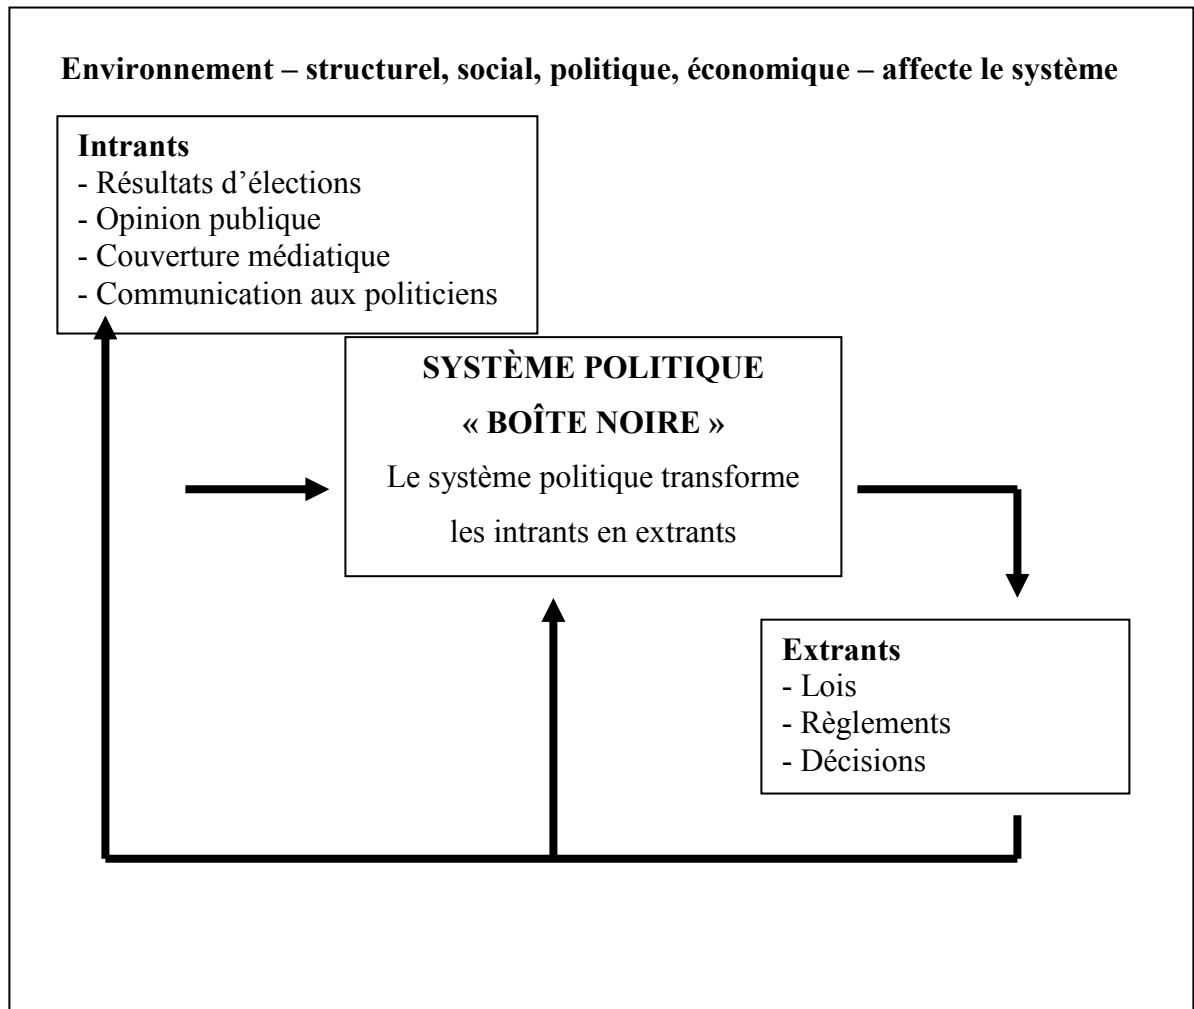 Environnement – structurel, social, politique, économique – affecte le système
Intrants
- Résultats d’élections
- Opinion publique
- Couverture médiatique
- Communication aux politiciens
SYSTÈME POLITIQUE
« BOÎTE NOIRE »
Le système politique transforme
les intrants en extrants
Extrants
- Lois
- Règlements
- Décisions